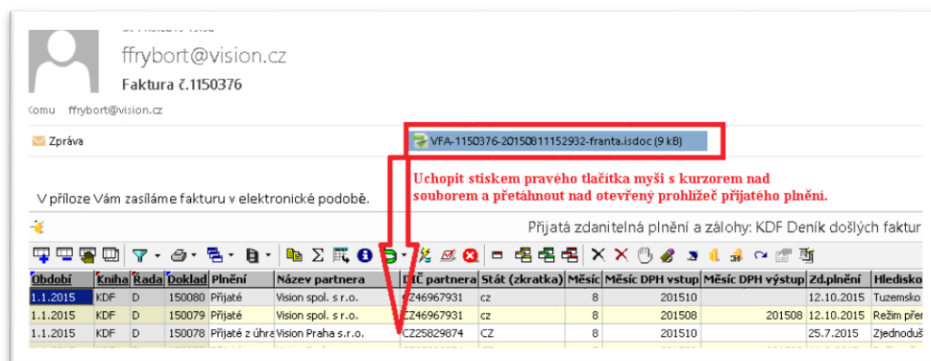 ffrybort@vision.cz
Faktura č.1150376
Komu ffrybort@vision.cz
Zpráva
VFA-1150376-20150811152932-franta.isdoc (9 kB)
Uchopit stiskem pravého tlačítka myši s kurzorem nad
souborem a přetáhnout nad otevřený prohlížeč přijatého plnění.
V příloze Vám zasíláme fakturu v elektronické podobě.
Přijatá zdanitelná plnění a zálohy: KDF Deník došlých faktur
Období Kniha Řada Doklad Plnění Název partnera DIČ partnera Stát (zkratka) Měsíc Měsíc DPH vstup Měsíc DPH výstup Zd.plnění Hledisko
1.1.2015 KDF D 150080 Přijaté Vision spol. s r.o. CZ46967931 cz 8 201510 12.10.2015 Tuzemsko
1.1.2015 KDF D 150079 Přijaté Vision spol. s r.o. CZ46967931 cz 8 201508 201508 12.10.2015 Režim přen
1.1.2015 KDF D 150078 Přijaté z úhra Vision Praha s.r.o. CZ25829874 CZ 8 201510 25.7.2015 Zjednoduš